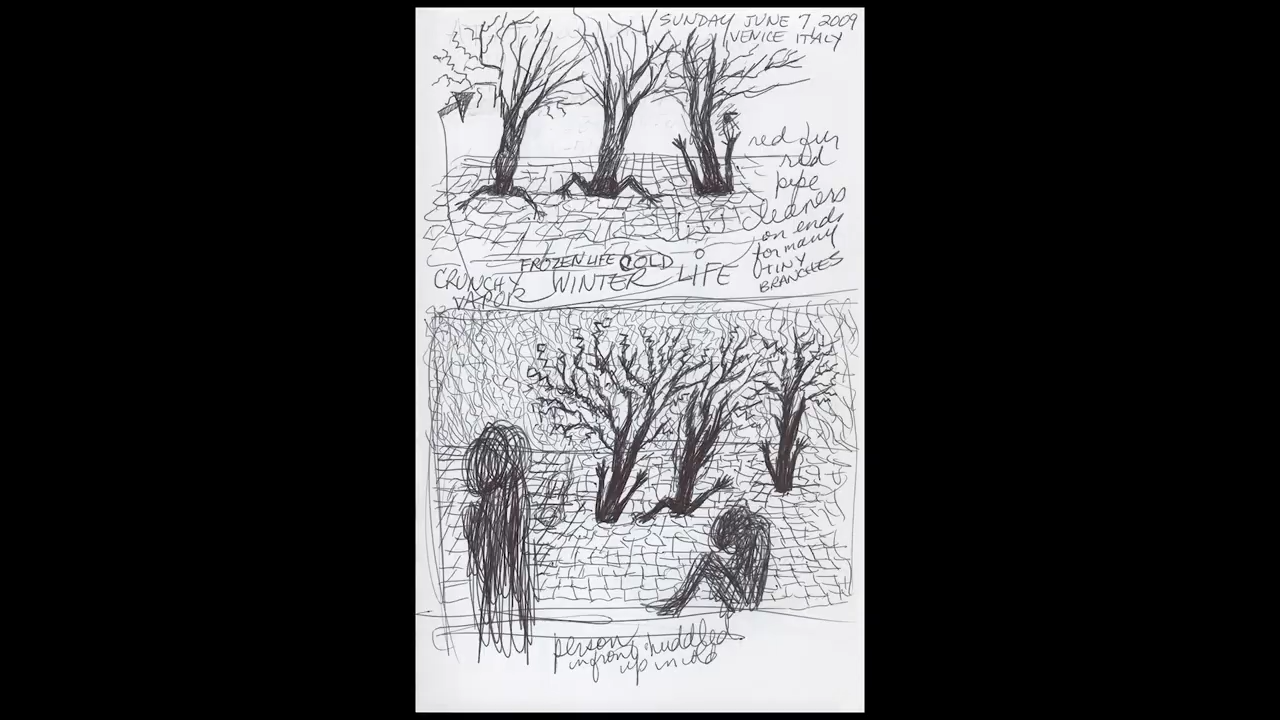 SUNDAY JUNE 7, 2009
VENICE ITALY
red fur
red
pipe
cleaners
on ends
for many
TINY
BRANCHES
FROZEN LIFE COLD
CRUNCHY WINTER LIFE
VAPOR
person huddled
in front up in cold